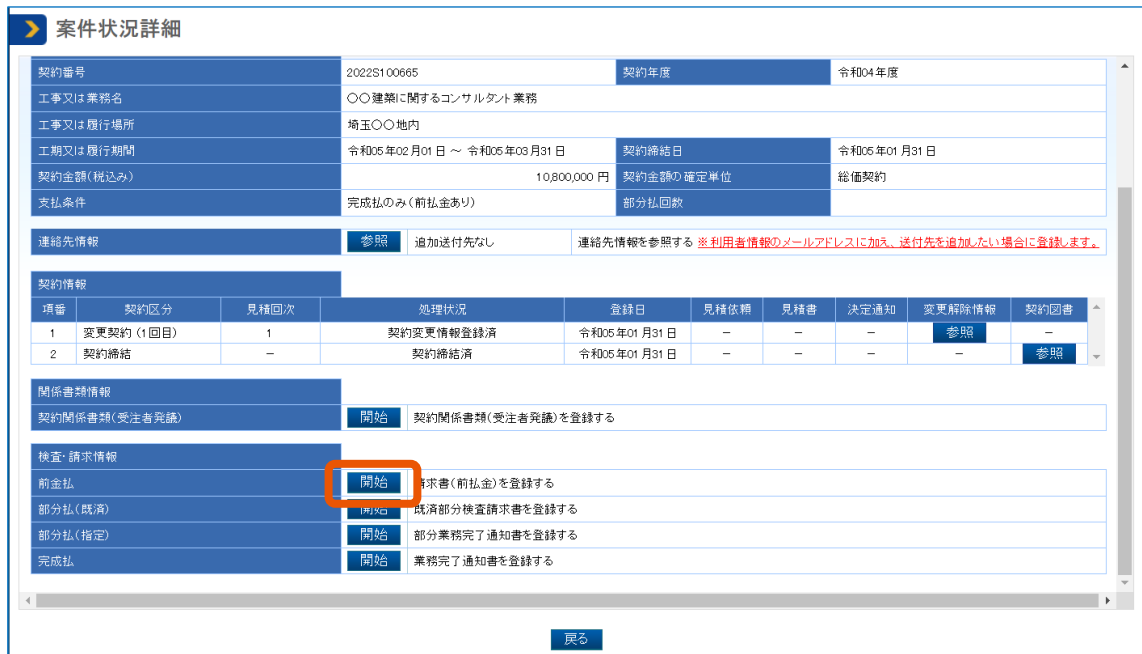 案件状況詳細
契約番号 2022S100665 契約年度 令和04年度
工事又は業務名 〇〇建築に関するコンサルタント業務
工事又は履行場所 埼玉〇〇地内
工期又は履行期間 令和05年02月01日 ～ 令和05年03月31日 契約締結日 令和05年01月31日
契約金額(税込み) 10,800,000 円 契約金額の確定単位 総価契約
支払条件 完成払のみ(前払金あり) 部分払回数
連絡先情報 参照 追加送付先なし 連絡先情報を参照する ※利用者情報のメールアドレスに加え、送付先を追加したい場合に登録します。
契約情報
項番 契約区分 見積回次 処理状況 登録日 見積依頼 見積書 決定通知 変更解除情報 契約図書
1 変更契約(1回目) 1 契約変更情報登録済 令和05年01月31日 － － － 参照 －
2 契約締結 － 契約締結済 令和05年01月31日 － － － － 参照
関係書類情報
契約関係書類(受注者発議) 開始 契約関係書類(受注者発議)を登録する
検査・請求情報
前金払 開始 請求書(前払金)を登録する
部分払(既済) 開始 既済部分検査請求書を登録する
部分払(指定) 開始 部分業務完了通知書を登録する
完成払 開始 業務完了通知書を登録する
戻る